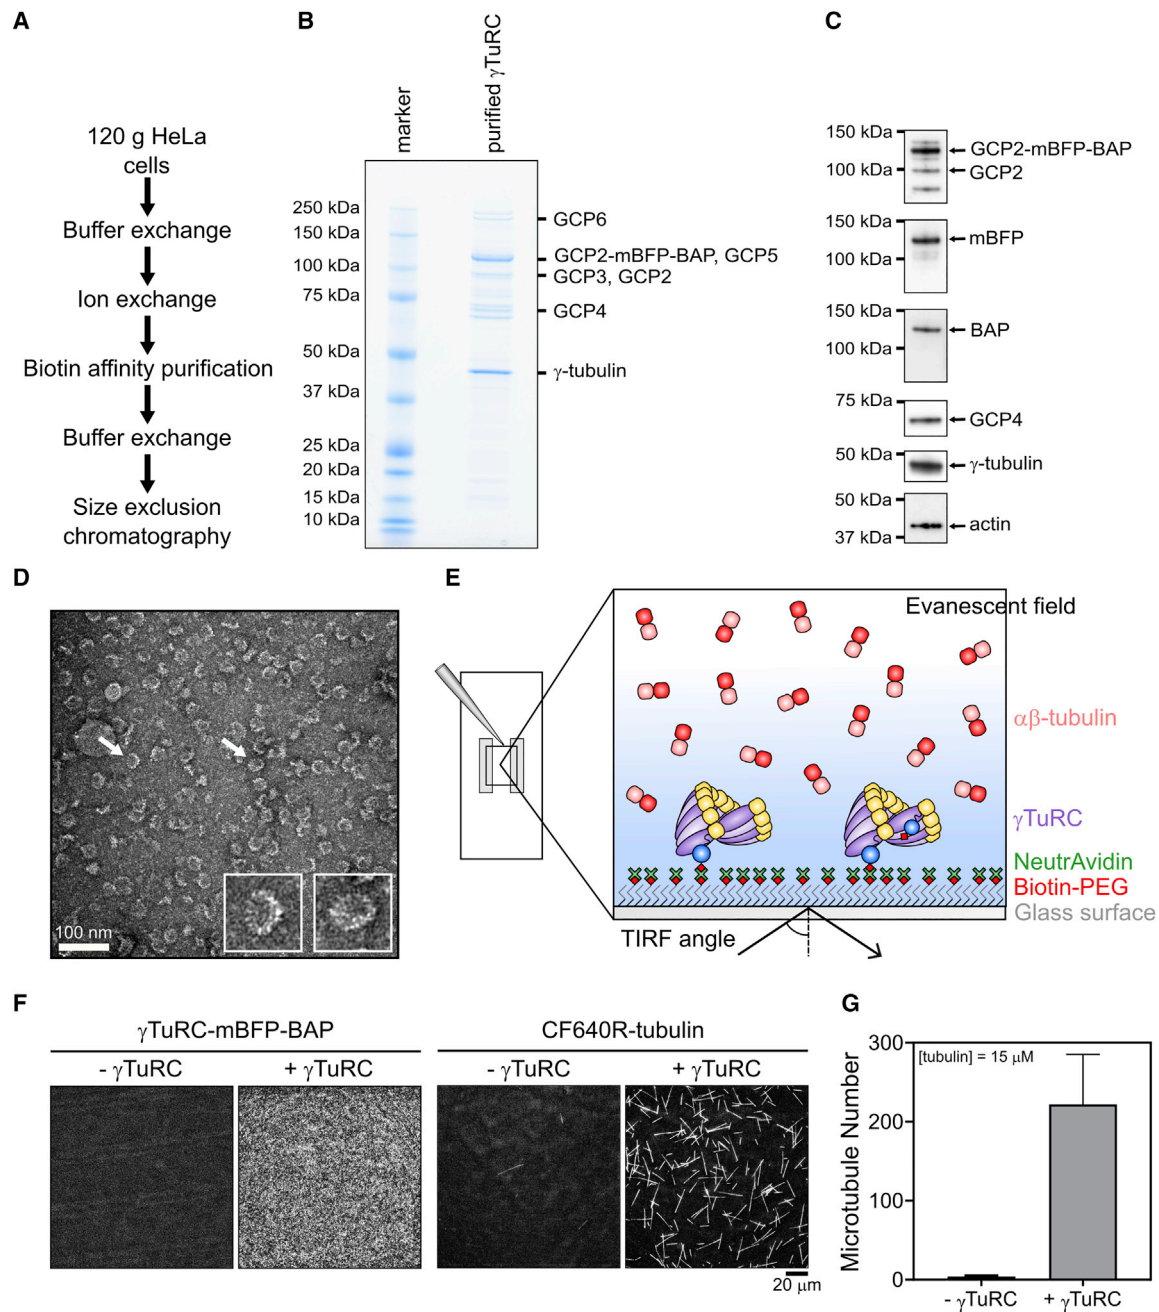 A
120 g HeLa
cells
Buffer exchange
Ion exchange
Biotin affinity purification
Buffer exchange
Size exclusion
chromatography
B
marker
purified γTuRC
250 kDa
150 kDa
100 kDa
75 kDa
50 kDa
37 kDa
25 kDa
20 kDa
15 kDa
10 kDa
GCP6
GCP2-mBFP-BAP, GCP5
GCP3, GCP2
GCP4
γ-tubulin
C
150 kDa
100 kDa
GCP2-mBFP-BAP
GCP2
150 kDa
100 kDa
mBFP
150 kDa
100 kDa
BAP
75 kDa
50 kDa
GCP4
γ-tubulin
50 kDa
37 kDa
actin
D
100 nm
E
Evanescent field
αβ-tubulin
γTuRC
NeutrAvidin
Biotin-PEG
Glass surface
TIRF angle
F
γTuRC-mBFP-BAP
CF640R-tubulin
- γTuRC
+ γTuRC
- γTuRC
+ γTuRC
20 μm
G
[tubulin] = 15 μM
Microtubule Number
300
200
100
0
- γTuRC
+ γTuRC